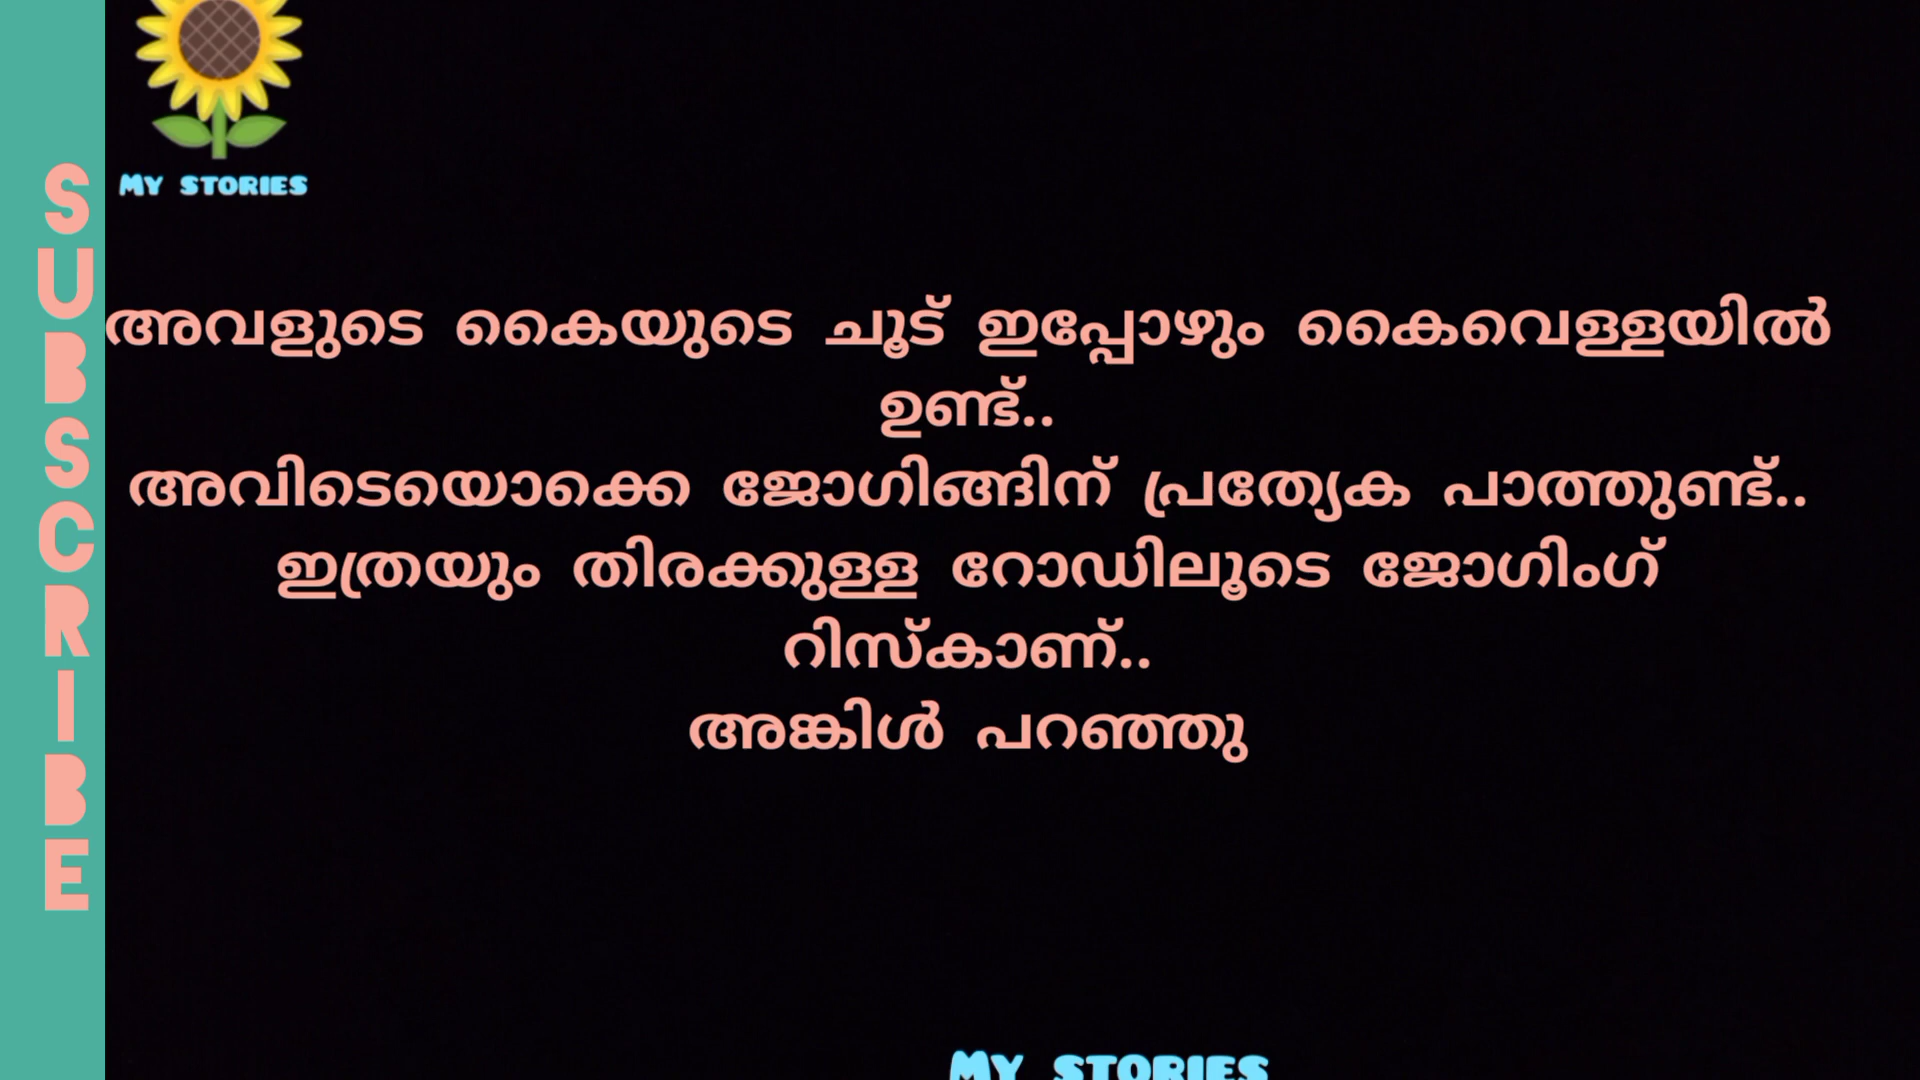 MY STORIES
SUBSCRIBE
അവളുടെ കൈയുടെ ചൂട് ഇപ്പോഴും കൈവെള്ളയിൽ
ഉണ്ട്..
അവിടെയൊക്കെ ജോഗിങ്ങിന് പ്രത്യേക പാത്തുണ്ട്..
ഇത്രയും തിരക്കുള്ള റോഡിലൂടെ ജോഗിംഗ്
റിസ്കാണ്..
അങ്കിൾ പറഞ്ഞു
MY STORIES